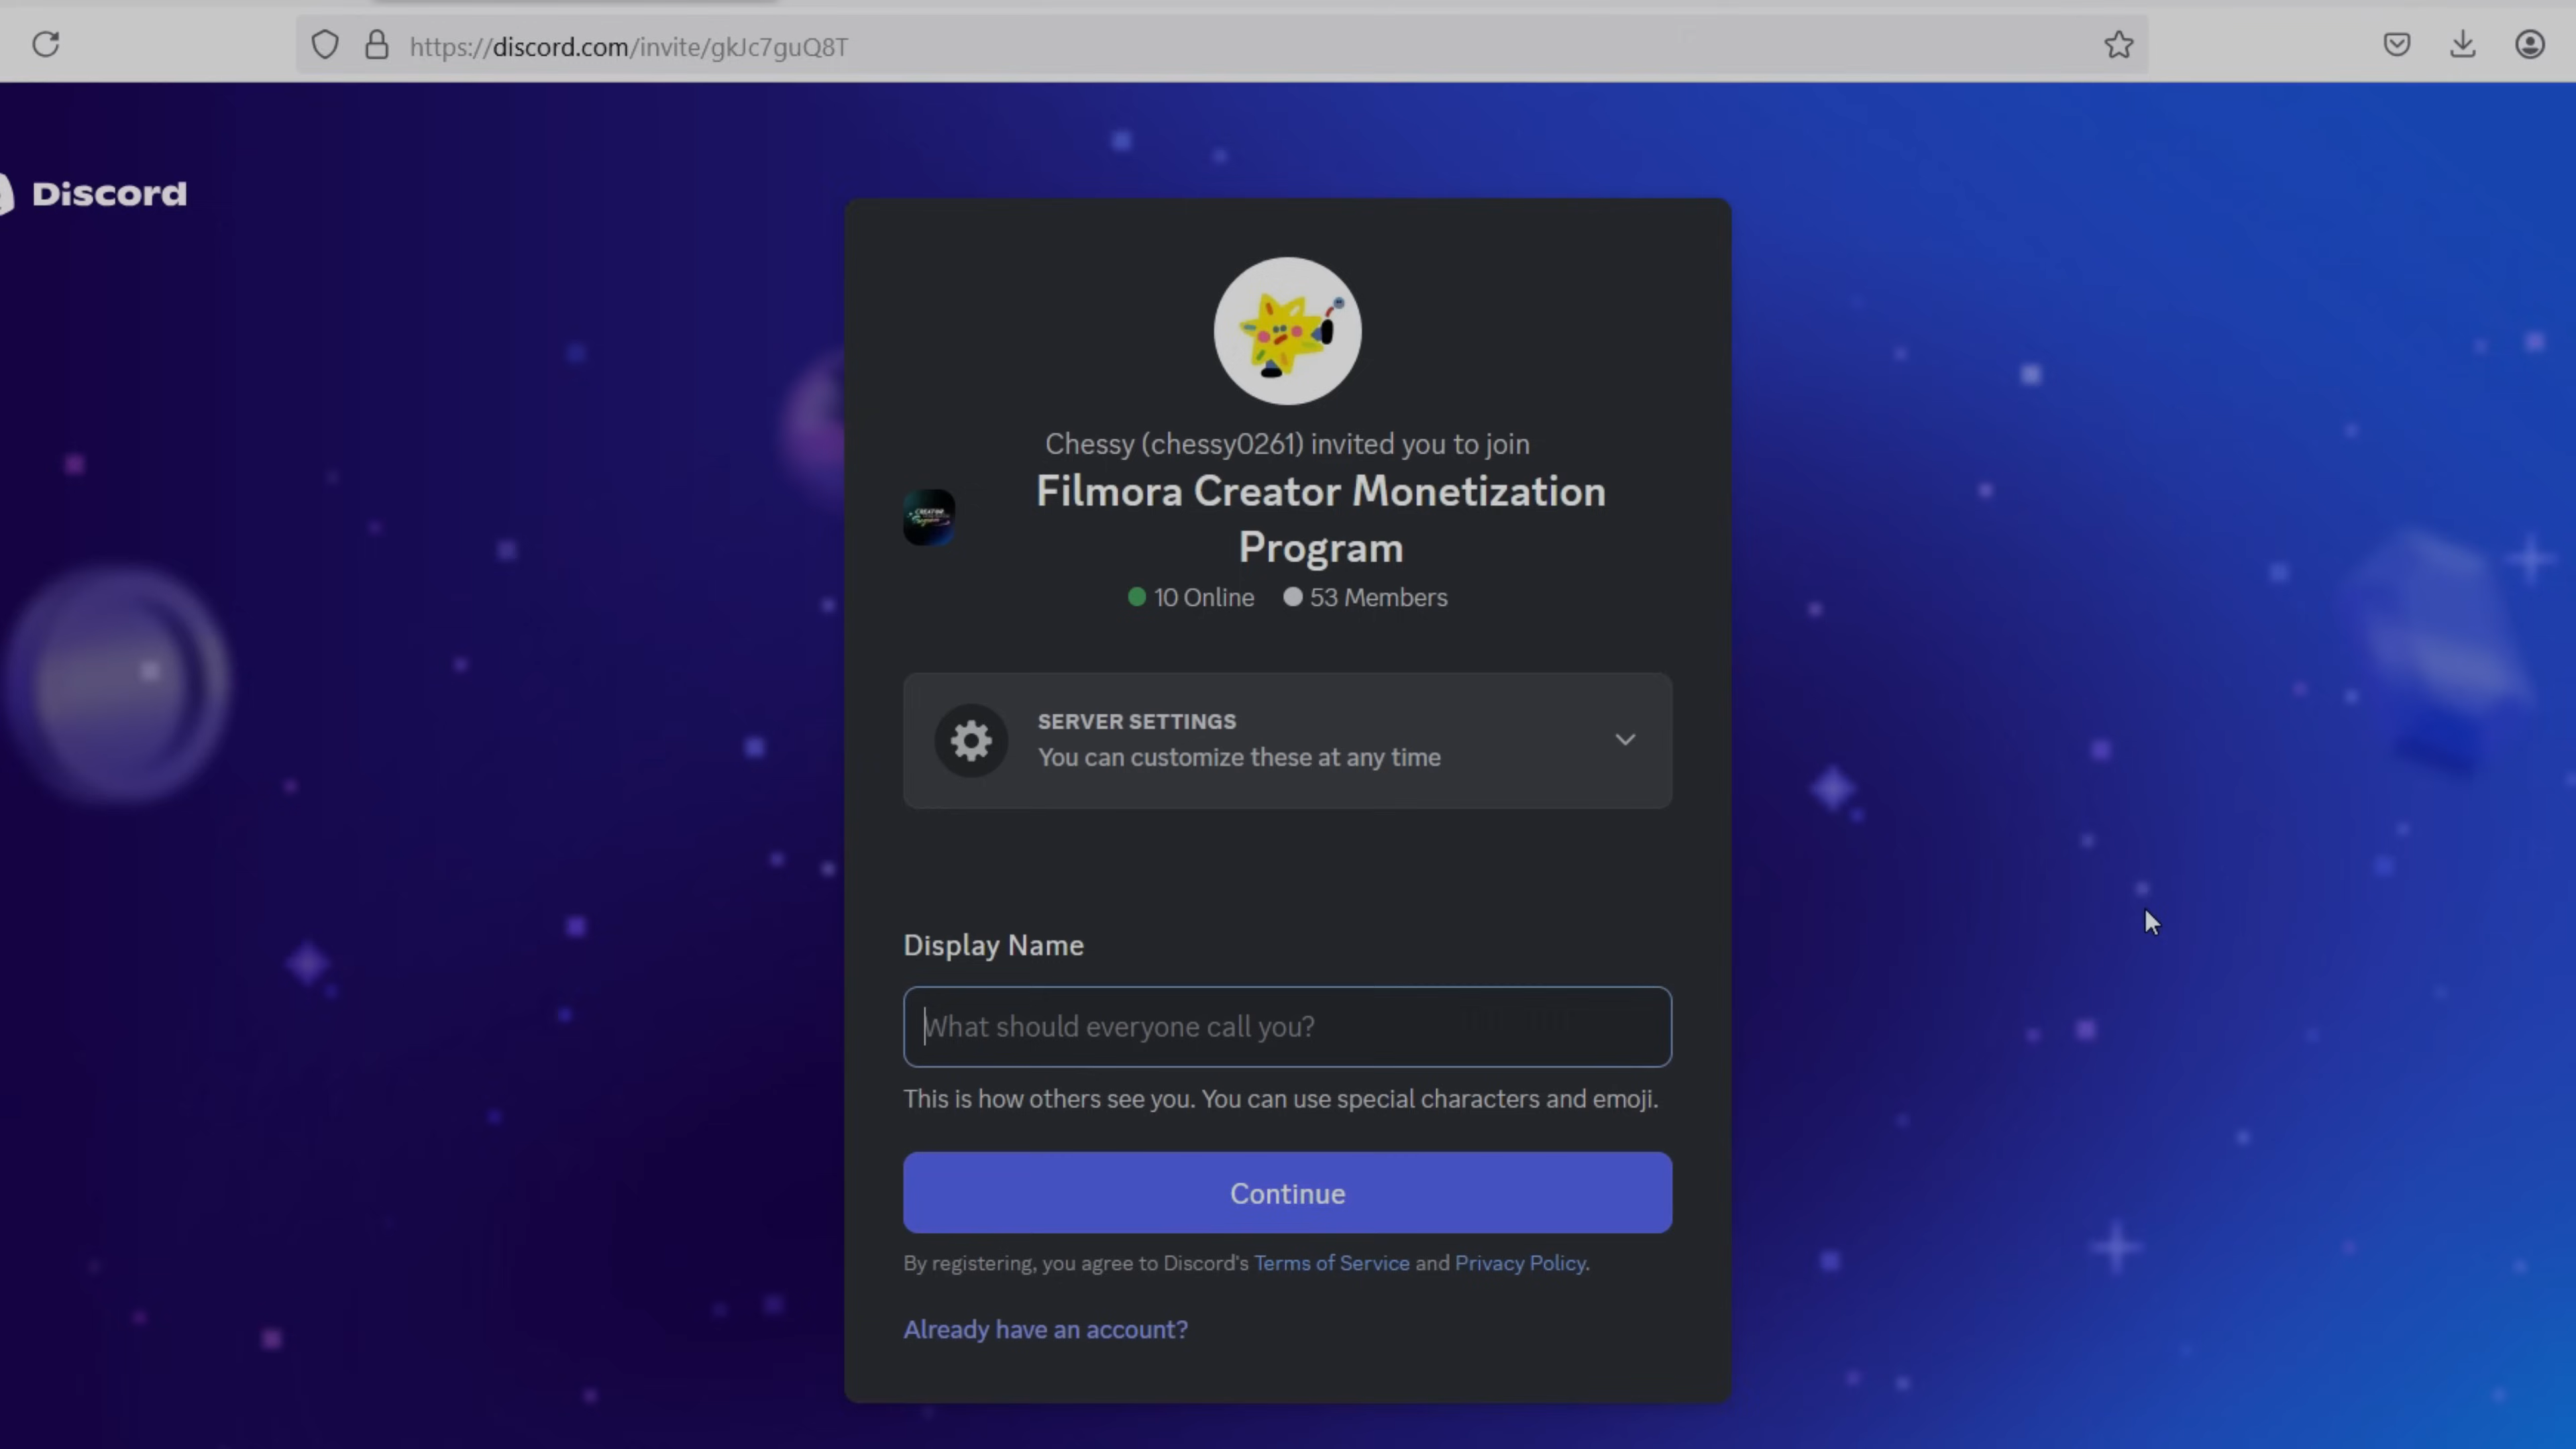 https://discord.com/invite/gkJc7guQ8T
Discord
Chessy (chessy0261) invited you to join
Filmora Creator Monetization
Program
10 Online 53 Members
SERVER SETTINGS
You can customize these at any time
Display Name
What should everyone call you?
This is how others see you. You can use special characters and emoji.
Continue
By registering, you agree to Discord's Terms of Service and Privacy Policy.
Already have an account?